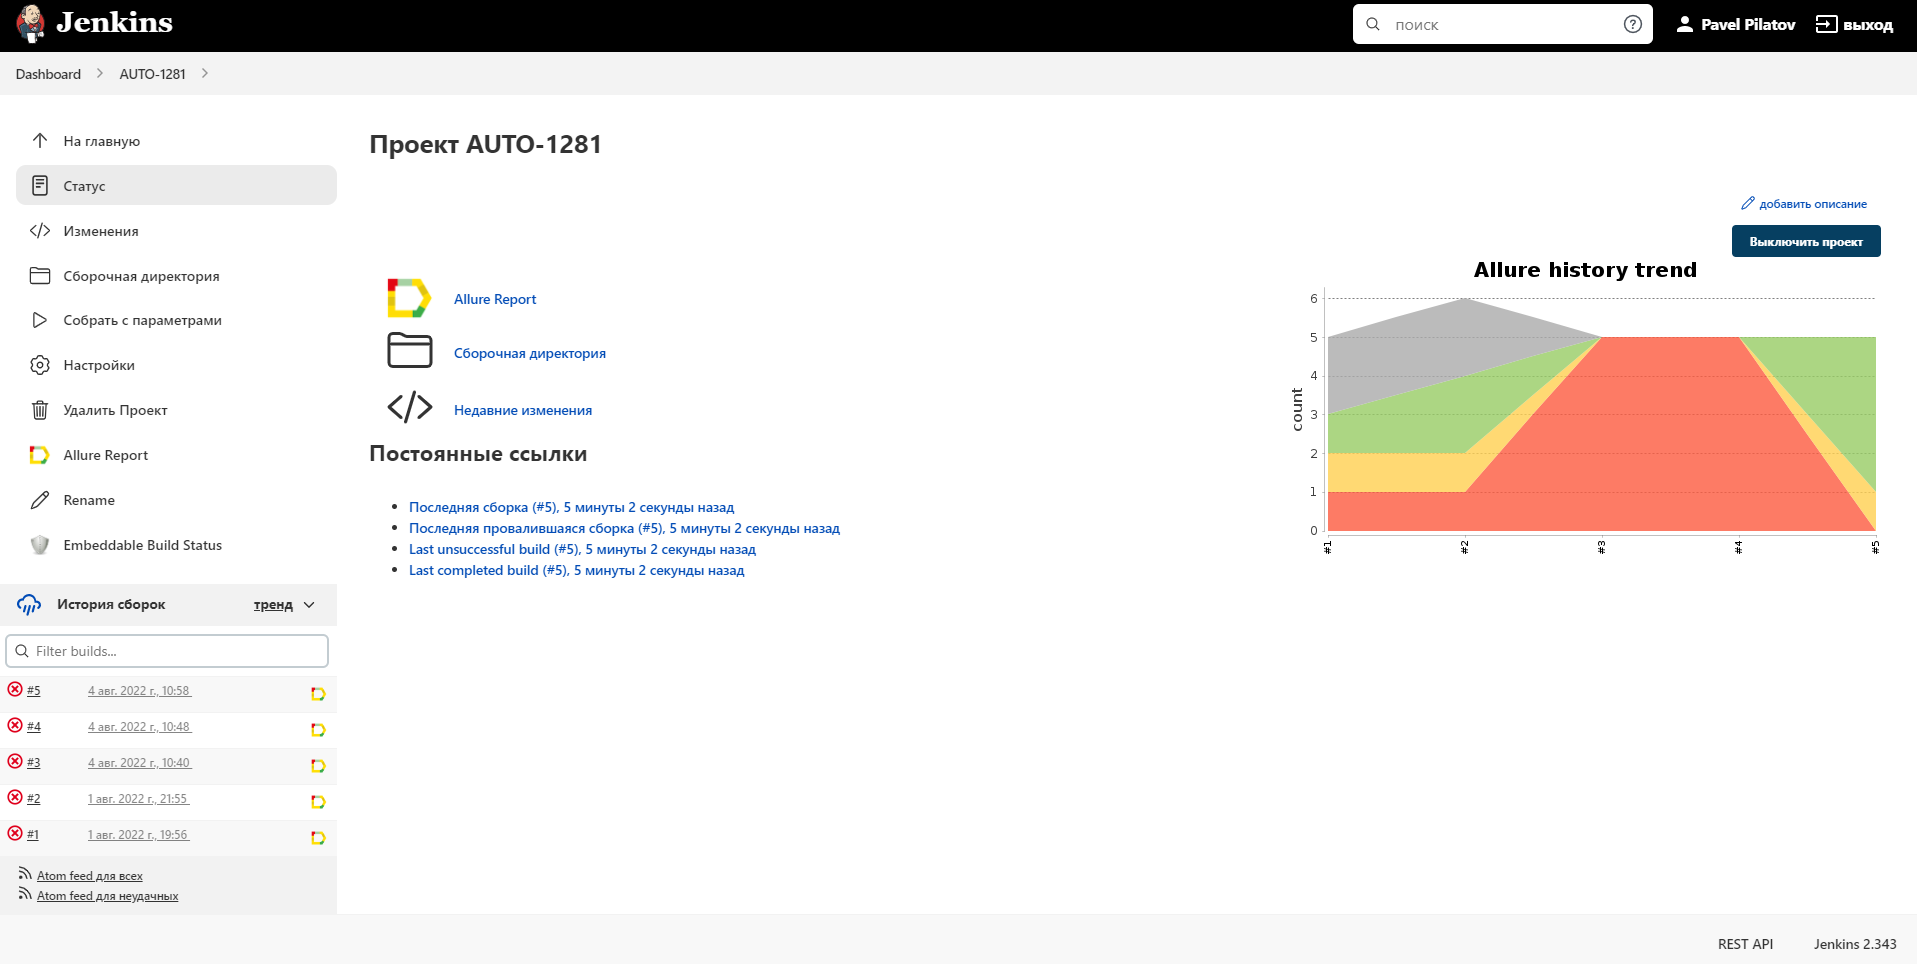 Jenkins
поиск
Pavel Pilatov
выход
Dashboard
AUTO-1281
На главную
Статус
Изменения
Сборочная директория
Собрать с параметрами
Настройки
Удалить Проект
Allure Report
Rename
Embeddable Build Status
История сборок
тренд
Filter builds...
#5 4 авг. 2022 г., 10:58
#4 4 авг. 2022 г., 10:48
#3 4 авг. 2022 г., 10:40
#2 1 авг. 2022 г., 21:55
#1 1 авг. 2022 г., 19:56
Atom feed для всех
Atom feed для неудачных
Проект AUTO-1281
добавить описание
Выключить проект
Allure Report
Сборочная директория
Недавние изменения
Постоянные ссылки
Последняя сборка (#5), 5 минуты 2 секунды назад
Последняя провалившаяся сборка (#5), 5 минуты 2 секунды назад
Last unsuccessful build (#5), 5 минуты 2 секунды назад
Last completed build (#5), 5 минуты 2 секунды назад
Allure history trend
count
6
5
4
3
2
1
0
#1 #2 #3 #4 #5
REST API
Jenkins 2.343